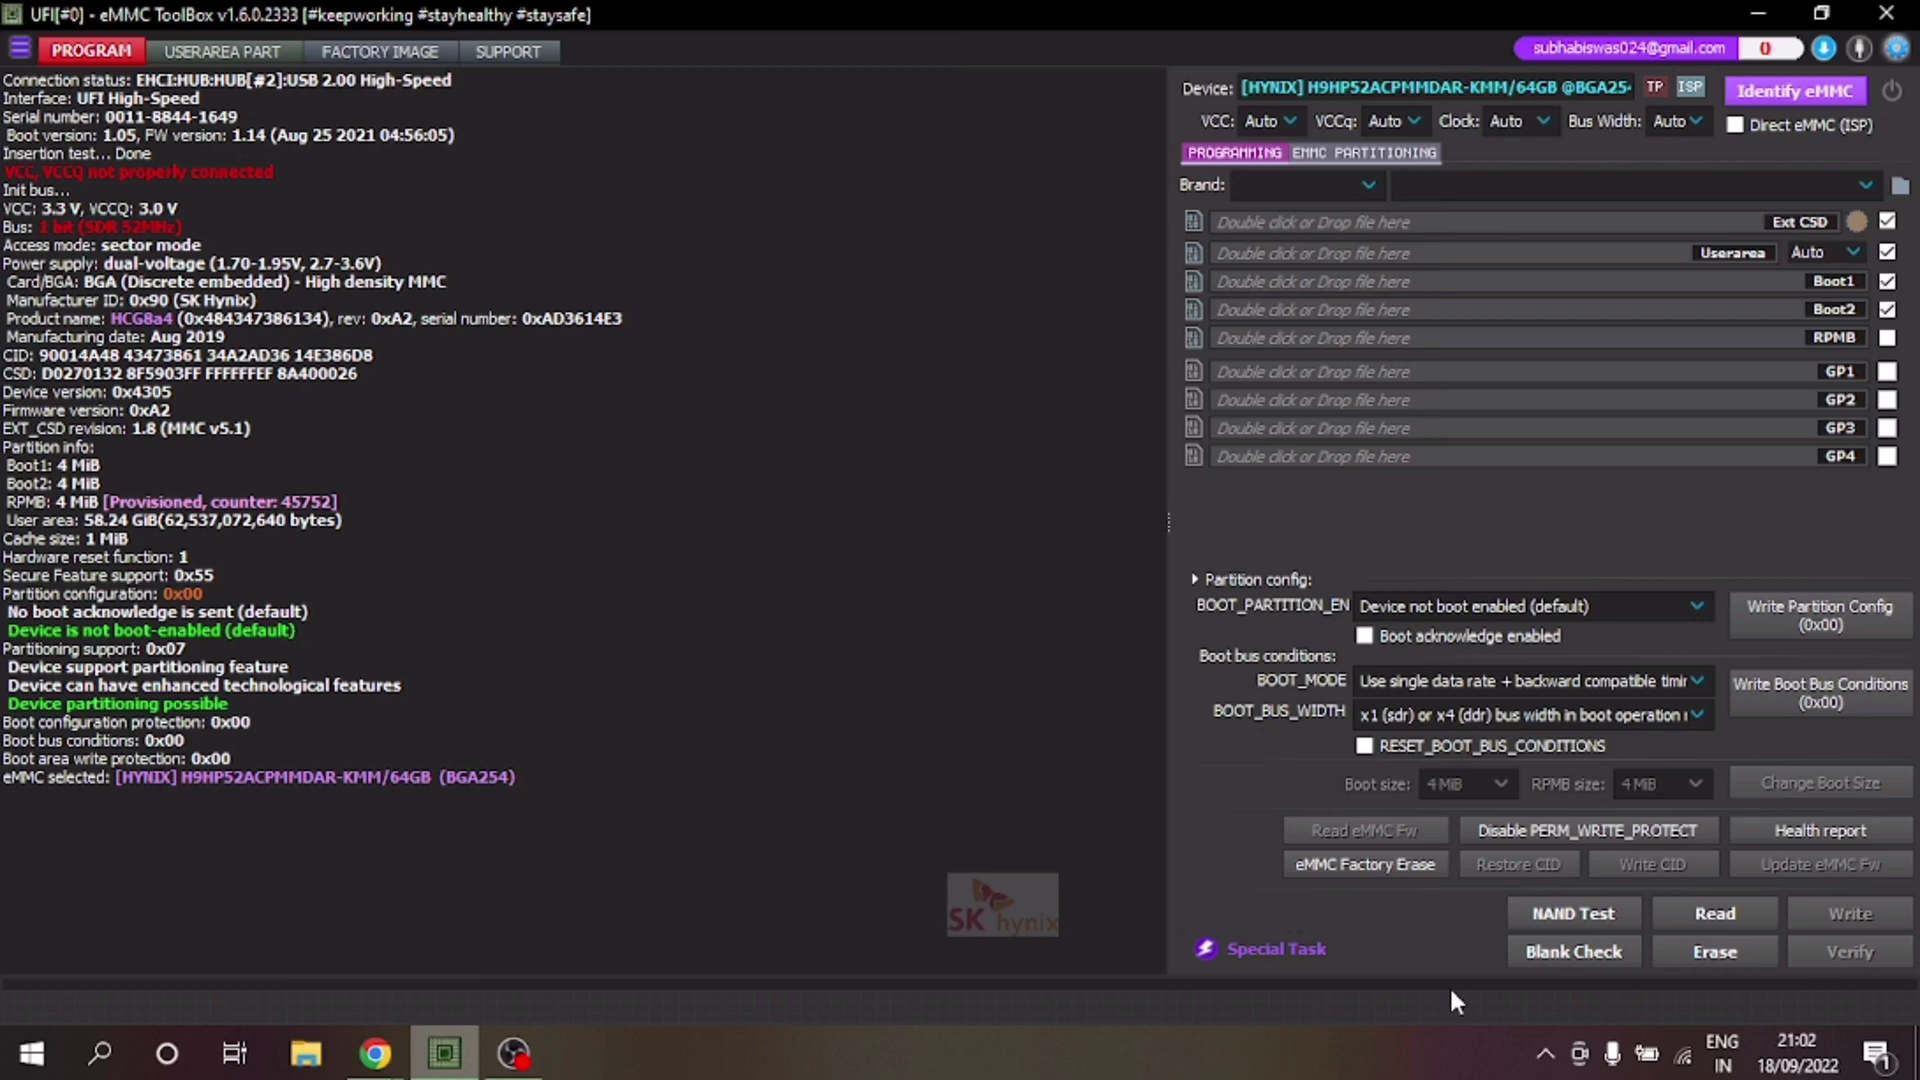 UFI[#0] - eMMC ToolBox v1.6.0.2333 [#keepworking #stayhealthy #staysafe]
PROGRAM USERAREA PART FACTORY IMAGE SUPPORT
subhabiswas024@gmail.com 0
Connection status: EHCI:HUB:HUB[#2]:USB 2.00 High-Speed
Interface: UFI High-Speed
Serial number: 0011-8844-1649
Boot version: 1.05, FW version: 1.14 (Aug 25 2021 04:56:05)
Insertion test... Done
VCC, VCCQ not properly connected
Init bus...
VCC: 3.3 V, VCCQ: 3.0 V
Bus: 1 bit (SDR 52MHz)
Access mode: sector mode
Power supply: dual-voltage (1.70-1.95V, 2.7-3.6V)
Card/BGA: BGA (Discrete embedded) - High density MMC
Manufacturer ID: 0x90 (SK Hynix)
Product name: HCG8a4 (0x484347386134), rev: 0xA2, serial number: 0xAD3614E3
Manufacturing date: Aug 2019
CID: 90014A48 43473861 34A2AD36 14E386D8
CSD: D0270132 8F5903FF FFFFFFEF 8A400026
Device version: 0x4305
Firmware version: 0xA2
EXT_CSD revision: 1.8 (MMC v5.1)
Partition info:
Boot1: 4 MiB
Boot2: 4 MiB
RPMB: 4 MiB [Provisioned, counter: 45752]
User area: 58.24 GiB(62,537,072,640 bytes)
Cache size: 1 MiB
Hardware reset function: 1
Secure Feature support: 0x55
Partition configuration: 0x00
No boot acknowledge is sent (default)
Device is not boot-enabled (default)
Partitioning support: 0x07
Device support partitioning feature
Device can have enhanced technological features
Device partitioning possible
Boot configuration protection: 0x00
Boot bus conditions: 0x00
Boot area write protection: 0x00
eMMC selected: [HYNIX] H9HP52ACPMMDAR-KMM/64GB (BGA254)
SK hynix
Device: [HYNIX] H9HP52ACPMMDAR-KMM/64GB @BGA254 TP ISP Identify eMMC
VCC: Auto VCCq: Auto Clock: Auto Bus Width: Auto Direct eMMC (ISP)
PROGRAMMING EMMC PARTITIONING
Brand:
Double click or Drop file here Ext CSD
Double click or Drop file here Userarea Auto
Double click or Drop file here Boot1
Double click or Drop file here Boot2
Double click or Drop file here RPMB
Double click or Drop file here GP1
Double click or Drop file here GP2
Double click or Drop file here GP3
Double click or Drop file here GP4
Partition config:
BOOT_PARTITION_EN Device not boot enabled (default) Write Partition Config
(0x00)
Boot acknowledge enabled
Boot bus conditions:
BOOT_MODE Use single data rate + backward compatible timir Write Boot Bus Conditions
(0x00)
BOOT_BUS_WIDTH x1 (sdr) or x4 (ddr) bus width in boot operation
RESET_BOOT_BUS_CONDITIONS
Boot size: 4 MiB RPMB size: 4 MiB Change Boot Size
Read eMMC Fw Disable PERM_WRITE_PROTECT Health report
eMMC Factory Erase Restore CID Write CID Update eMMC Fw
NAND Test Read Write
Special Task Blank Check Erase Verify
ENG 21:02
IN 18/09/2022 1